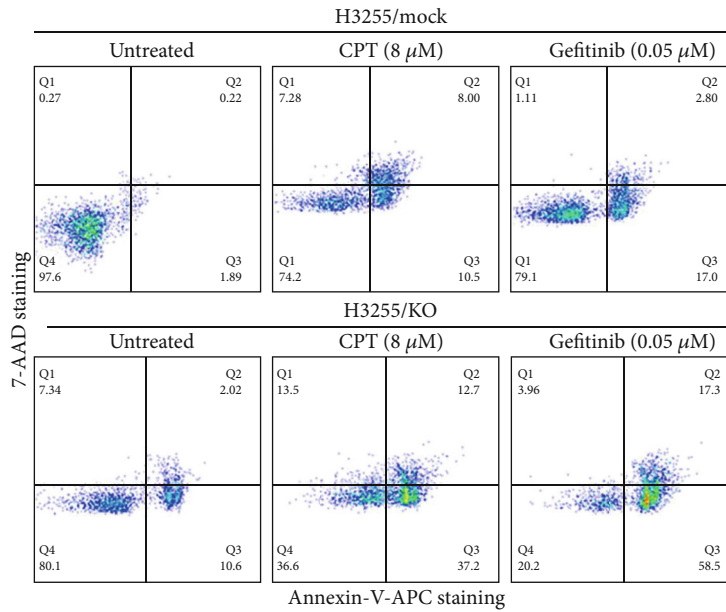 H3255/mock
Untreated CPT (8 μM) Gefitinib (0.05 μM)
Q1 Q2 Q1 Q2 Q1 Q2
0.27 0.22 7.28 8.00 1.11 2.80
Q4 Q3 Q1 Q3 Q1 Q3
97.6 1.89 74.2 10.5 79.1 17.0
7-AAD staining
H3255/KO
Untreated CPT (8 μM) Gefitinib (0.05 μM)
Q1 Q2 Q1 Q2 Q1 Q2
7.34 2.02 13.5 12.7 3.96 17.3
Q4 Q3 Q4 Q3 Q4 Q3
80.1 10.6 36.6 37.2 20.2 58.5
Annexin-V-APC staining